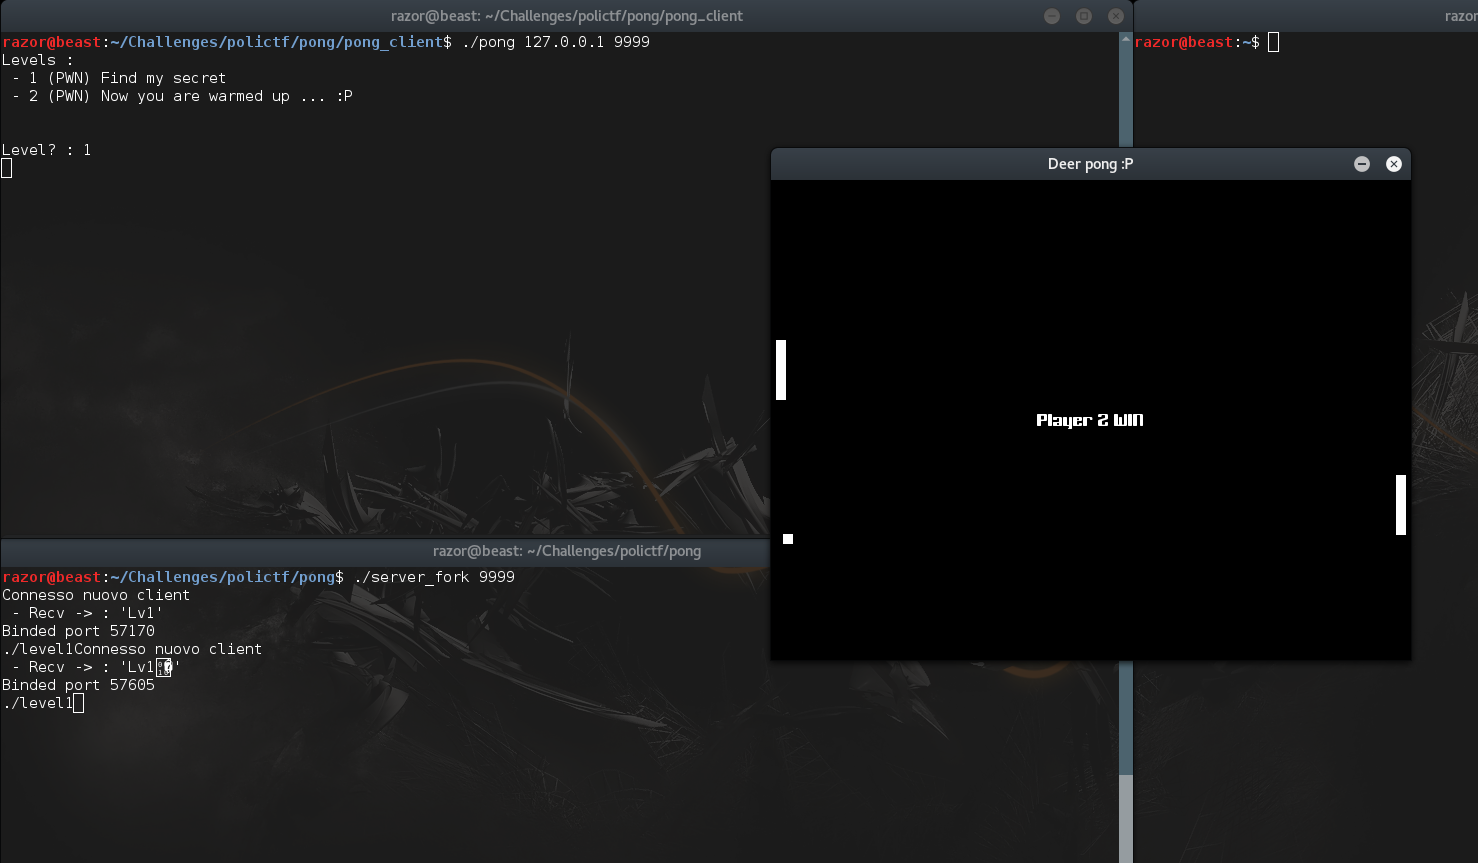 razor@beast: ~/Challenges/polictf/pong/pong_client
razor@beast:~/Challenges/polictf/pong/pong_client$ ./pong 127.0.0.1 9999
Levels :
 - 1 (PWN) Find my secret
 - 2 (PWN) Now you are warmed up ... :P
Level? : 1
razor@beast:~$
Deer pong :P
Player 2 WIN
razor@beast: ~/Challenges/polictf/pong
razor@beast:~/Challenges/polictf/pong$ ./server_fork 9999
Connesso nuovo client
 - Recv -> : 'Lv1'
Binded port 57170
./level1Connesso nuovo client
 - Recv -> : 'Lv1'
Binded port 57605
./level1